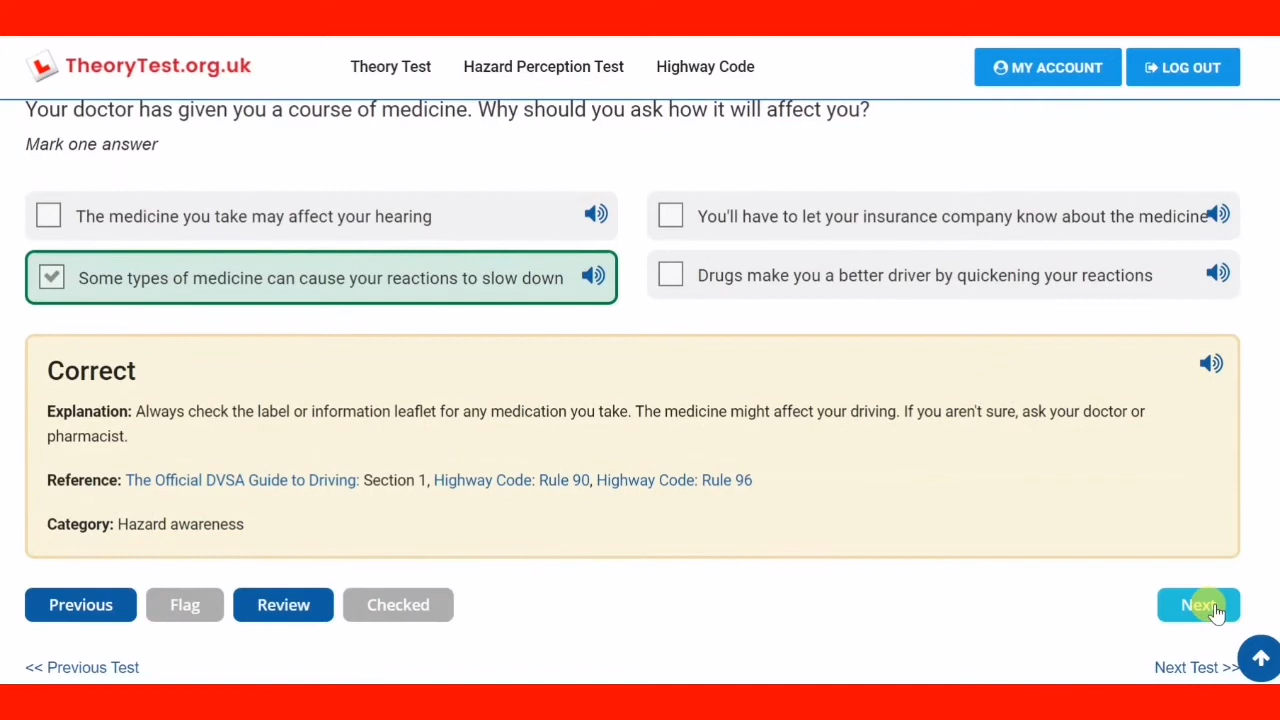 TheoryTest.org.uk
Theory Test
Hazard Perception Test
Highway Code
MY ACCOUNT
LOG OUT
Your doctor has given you a course of medicine. Why should you ask how it will affect you?
Mark one answer
The medicine you take may affect your hearing
You'll have to let your insurance company know about the medicine
Some types of medicine can cause your reactions to slow down
Drugs make you a better driver by quickening your reactions
Correct
Explanation: Always check the label or information leaflet for any medication you take. The medicine might affect your driving. If you aren't sure, ask your doctor or
pharmacist.
Reference: The Official DVSA Guide to Driving: Section 1, Highway Code: Rule 90, Highway Code: Rule 96
Category: Hazard awareness
Previous
Flag
Review
Checked
Next
<< Previous Test
Next Test >>